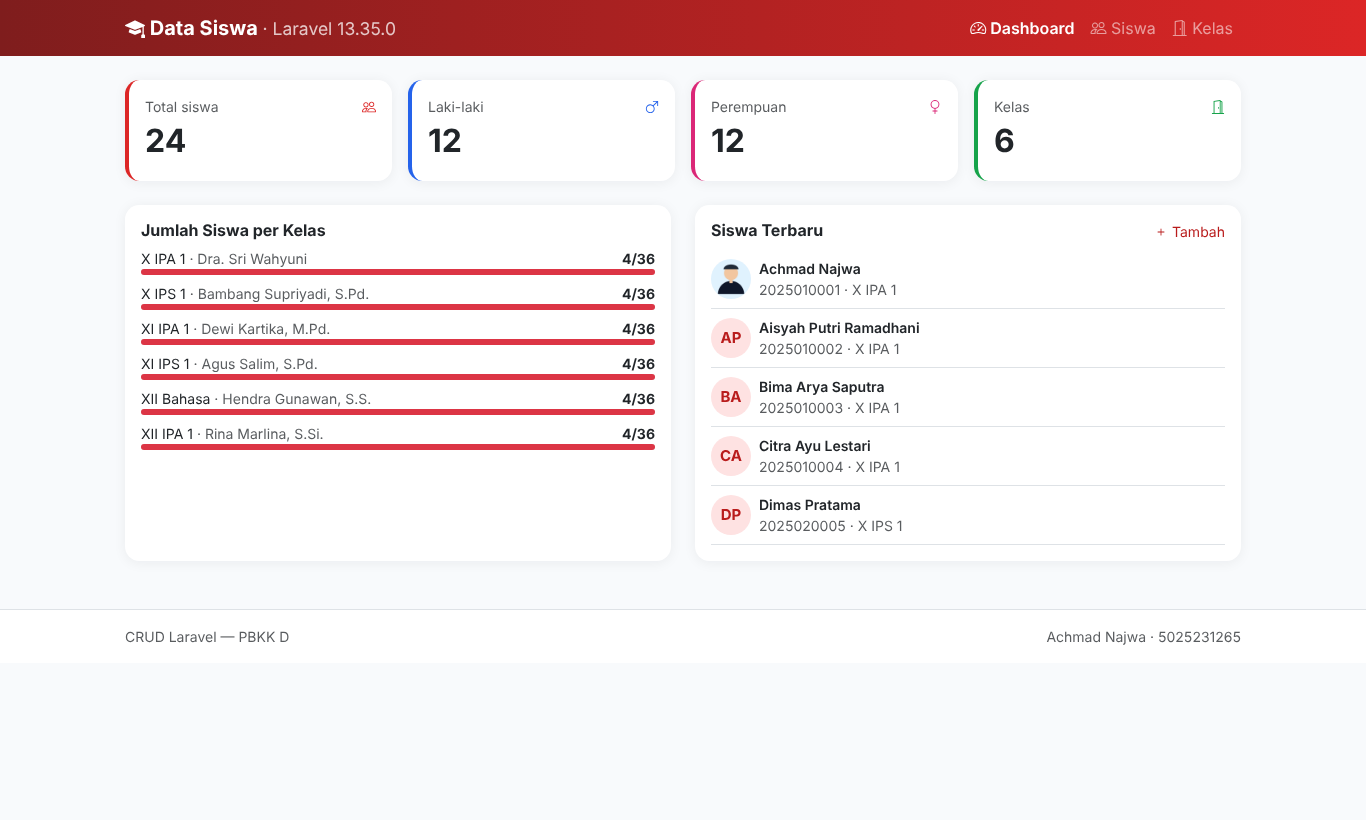 Data Siswa · Laravel 13.35.0
Dashboard
Siswa
Kelas
Total siswa
24
Laki-laki
12
Perempuan
12
Kelas
6
Jumlah Siswa per Kelas
X IPA 1 · Dra. Sri Wahyuni 4/36
X IPS 1 · Bambang Supriyadi, S.Pd. 4/36
XI IPA 1 · Dewi Kartika, M.Pd. 4/36
XI IPS 1 · Agus Salim, S.Pd. 4/36
XII Bahasa · Hendra Gunawan, S.S. 4/36
XII IPA 1 · Rina Marlina, S.Si. 4/36
Siswa Terbaru
+ Tambah
Achmad Najwa
2025010001 · X IPA 1
AP
Aisyah Putri Ramadhani
2025010002 · X IPA 1
BA
Bima Arya Saputra
2025010003 · X IPA 1
CA
Citra Ayu Lestari
2025010004 · X IPA 1
DP
Dimas Pratama
2025020005 · X IPS 1
CRUD Laravel — PBKK D
Achmad Najwa · 5025231265